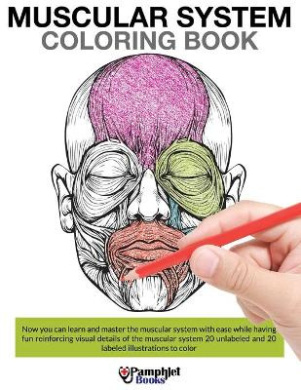 MUSCULAR SYSTEM
COLORING BOOK
Now you can learn and master the muscular system with ease while having
fun reinforcing visual details of the muscular system 20 unlabeled and 20
labeled illustrations to color
Pamphlet
Books